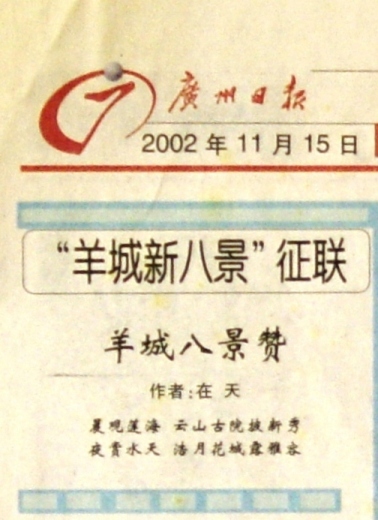 廣州日报
2002年11月15日
“羊城新八景”征联
羊城八景赞
作者:在 天
晨观莲海 云山古院披新秀
夜赏水天 浩月花城露雅容